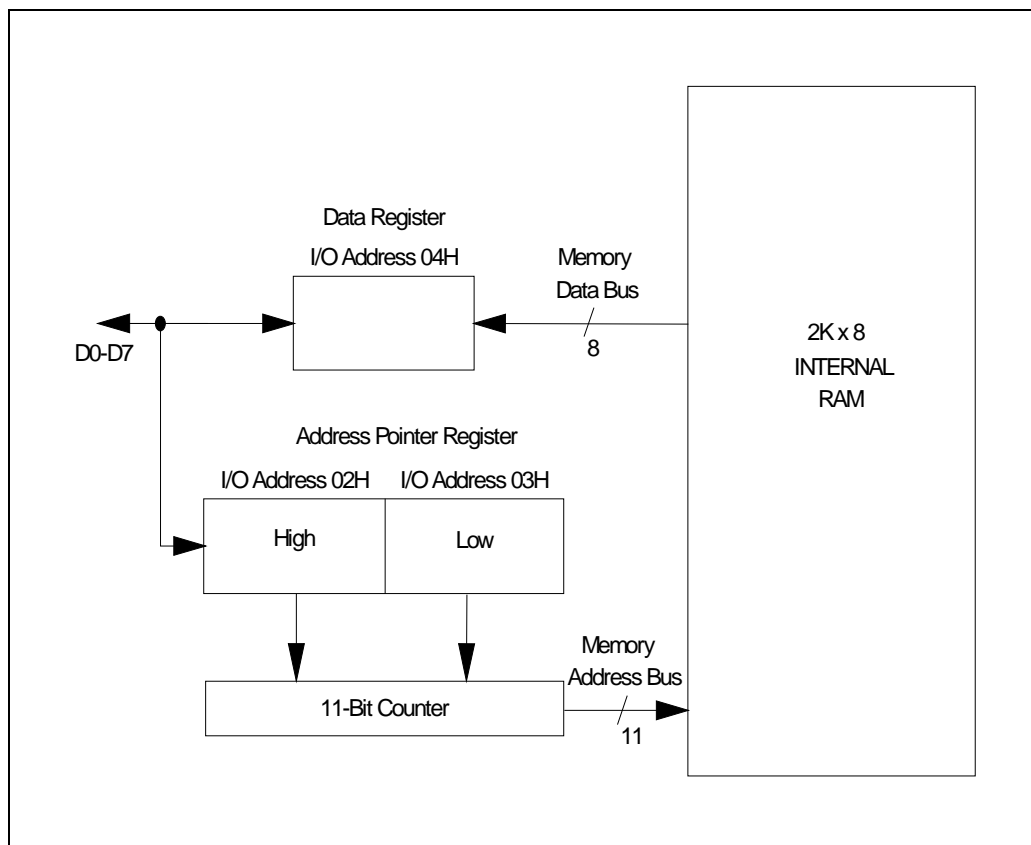 Data Register
I/O Address 04H
Memory
Data Bus
8
D0-D7
2K x 8
INTERNAL
RAM
Address Pointer Register
I/O Address 02H
I/O Address 03H
High
Low
Memory
Address Bus
11
11-Bit Counter